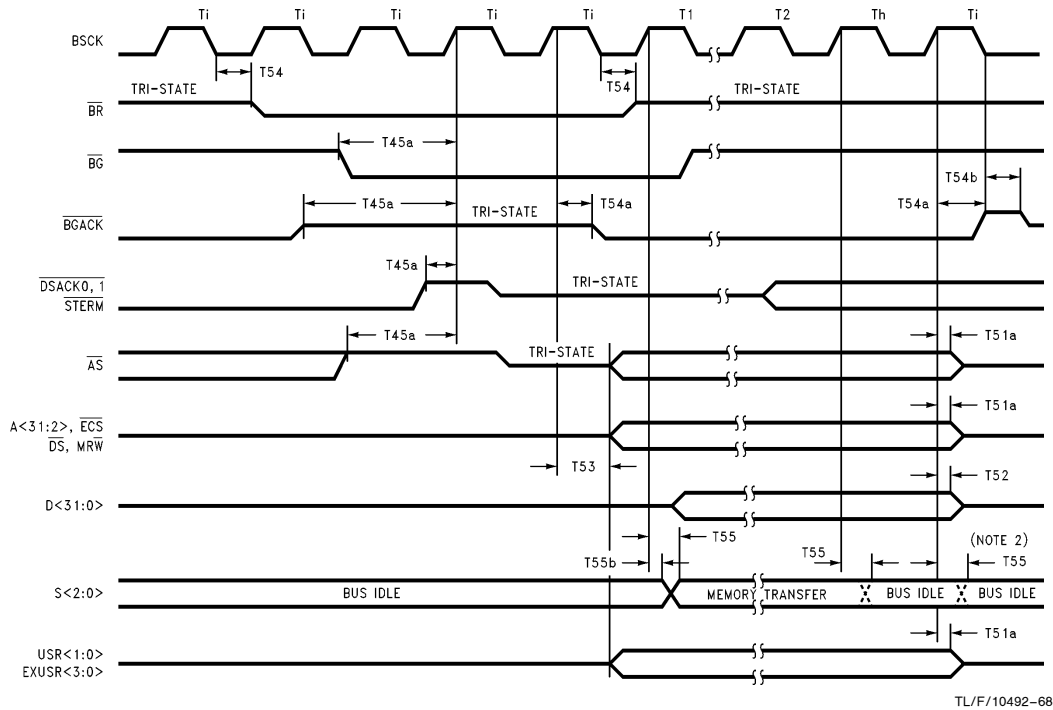 Ti Ti Ti Ti Ti T1 T2 Th Ti
BSCK
T54 T54
TRI-STATE TRI-STATE
BR
T45a
BG
T54b
T45a TRI-STATE T54a T54a
BGACK
T45a
DSACK0, 1
STERM
TRI-STATE
T45a T51a
AS
TRI-STATE
T51a
A<31:2>, ECS
DS, MRW
T53
T52
D<31:0>
(NOTE 2)
T55 T55 T55
T55b
S<2:0>
BUS IDLE MEMORY TRANSFER BUS IDLE BUS IDLE
T51a
USR<1:0>
EXUSR<3:0>
TL/F/10492–68